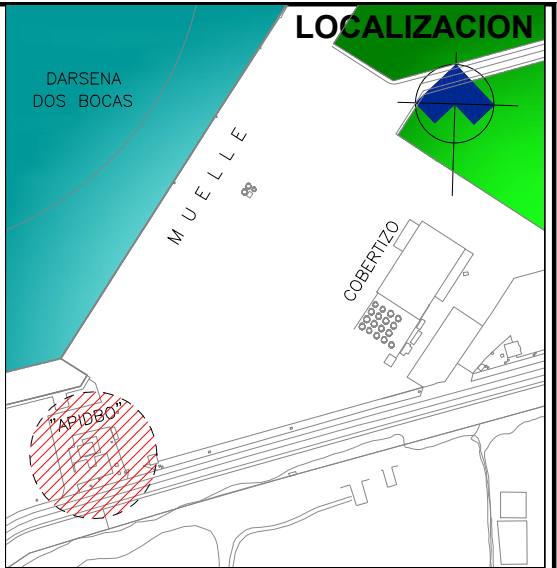 LOCALIZACION
DARSENA
DOS BOCAS
MUELLE
COBERTIZO
"APIDBO"